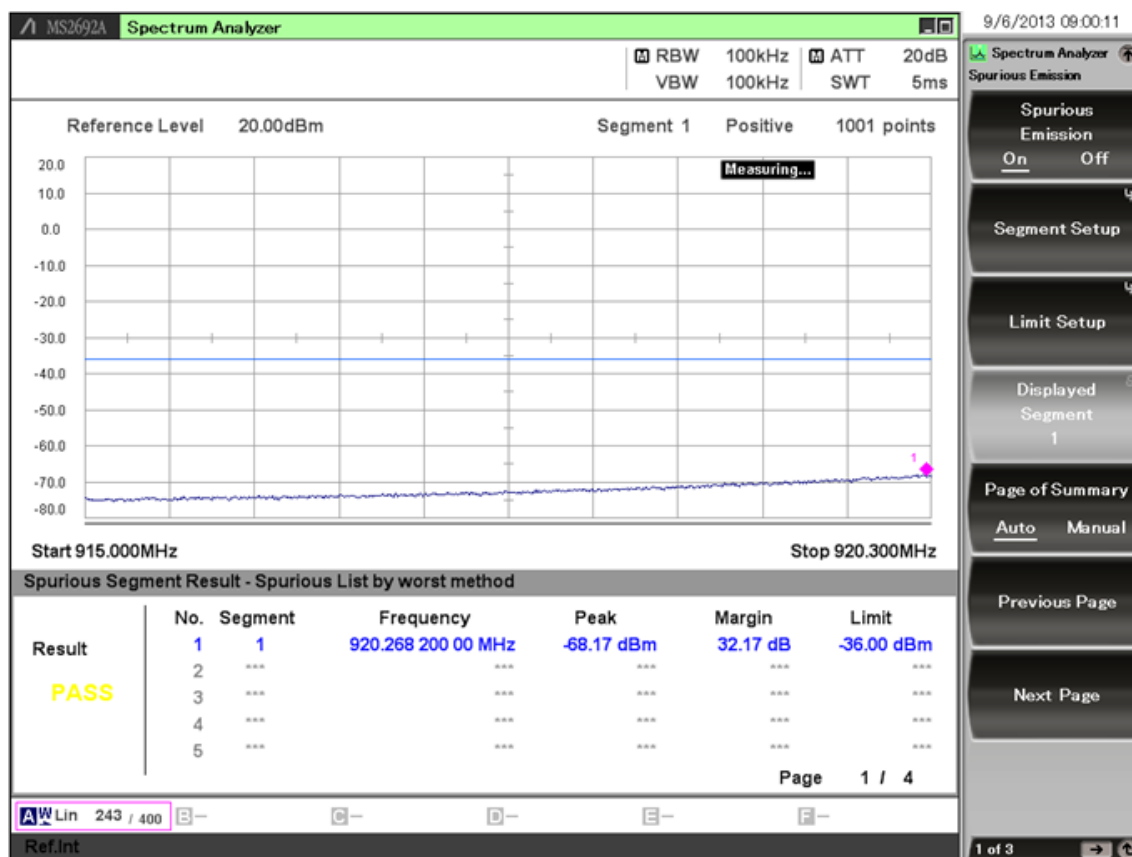 MS2692A Spectrum Analyzer
9/6/2013 09:00:11
M RBW 100kHz M ATT 20dB
VBW 100kHz SWT 5ms
Reference Level 20.00dBm Segment 1 Positive 1001 points
Measuring...
20.0
10.0
0.0
-10.0
-20.0
-30.0
-40.0
-50.0
-60.0
-70.0
-80.0
1
Start 915.000MHz Stop 920.300MHz
Spurious Segment Result - Spurious List by worst method
No. Segment Frequency Peak Margin Limit
Result
PASS
1 1 920.268 200 00 MHz -68.17 dBm 32.17 dB -36.00 dBm
2 *** *** *** *** ***
3 *** *** *** *** ***
4 *** *** *** *** ***
5 *** *** *** *** ***
Page 1 / 4
A W Lin 243 / 400 B- C- D- E- F-
Ref.Int
Spectrum Analyzer
Spurious Emission
Spurious
Emission
On Off
Segment Setup
Limit Setup
Displayed
Segment
1
Page of Summary
Auto Manual
Previous Page
Next Page
1 of 3